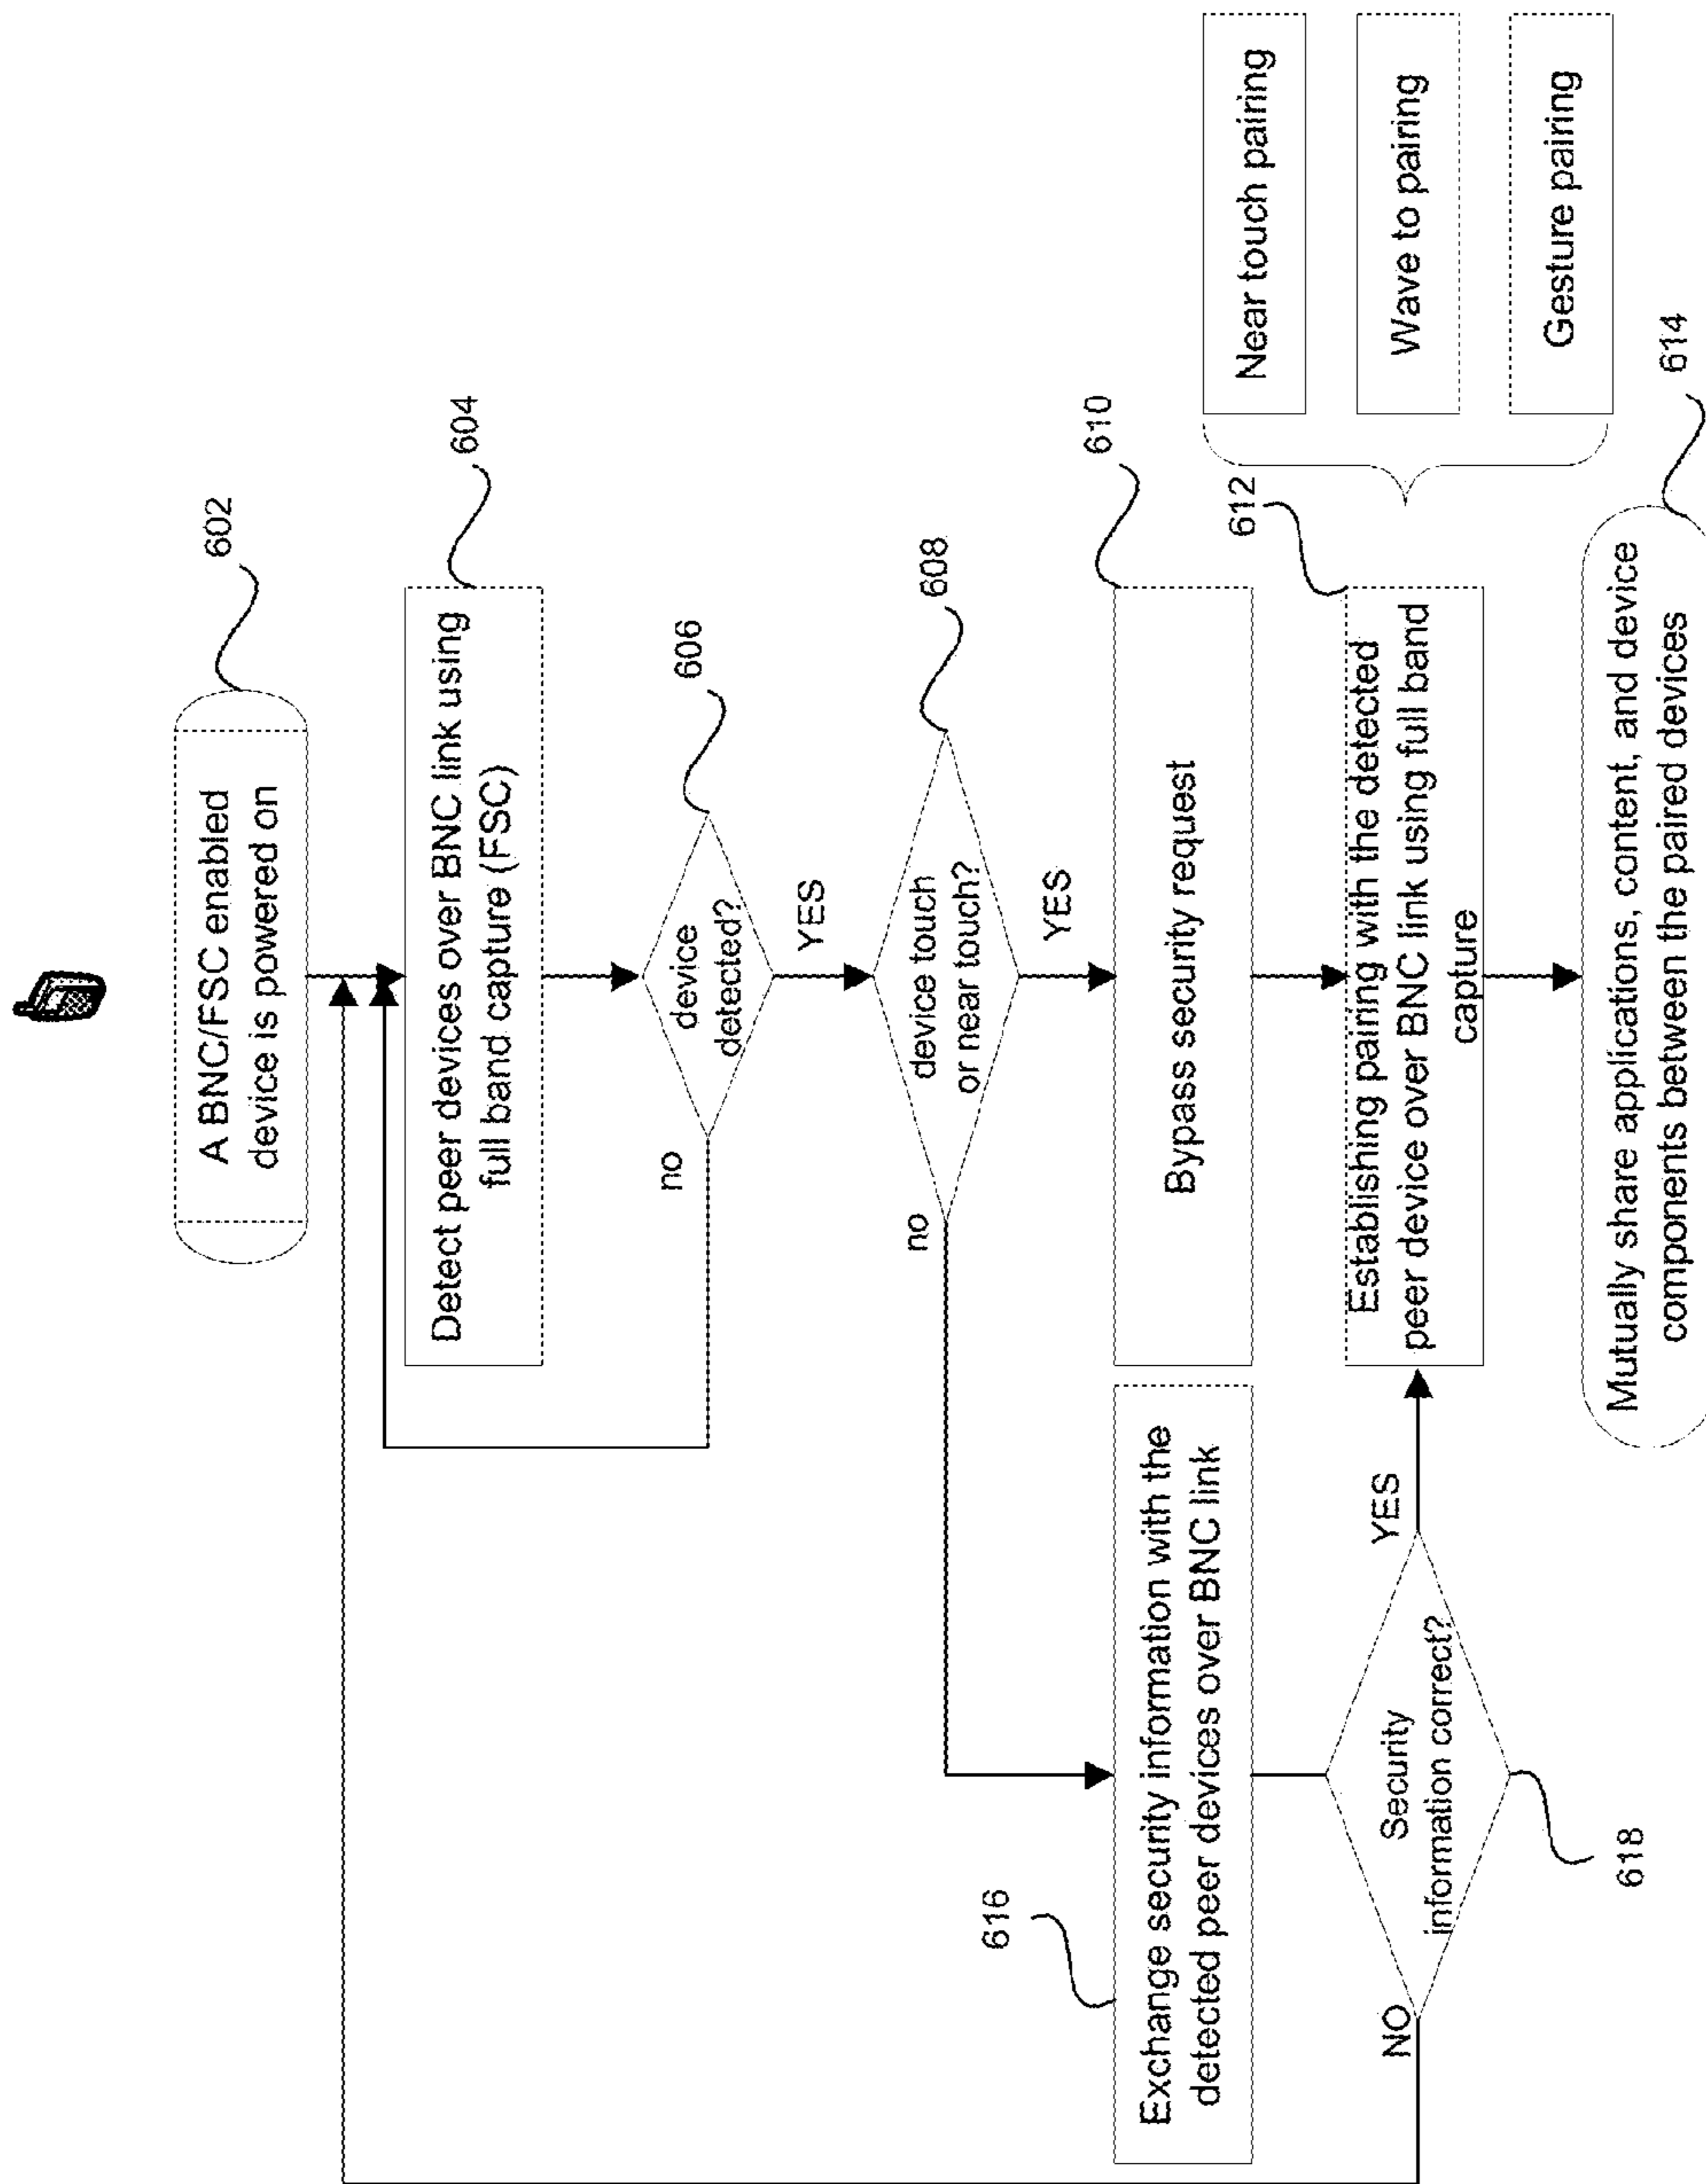 A BNC/FSC enabled
device is powered on
602
Detect peer devices over BNC link using
full band capture (FSC)
604
device
detected?
606
no
YES
device touch
or near touch?
608
no
YES
Bypass security request
610
Exchange security information with the
detected peer devices over BNC link
616
Security
information correct?
618
NO
YES
Establishing pairing with the detected
peer device over BNC link using full band
capture
612
Near touch pairing
Wave to pairing
Gesture pairing
Mutually share applications, content, and device
components between the paired devices
614